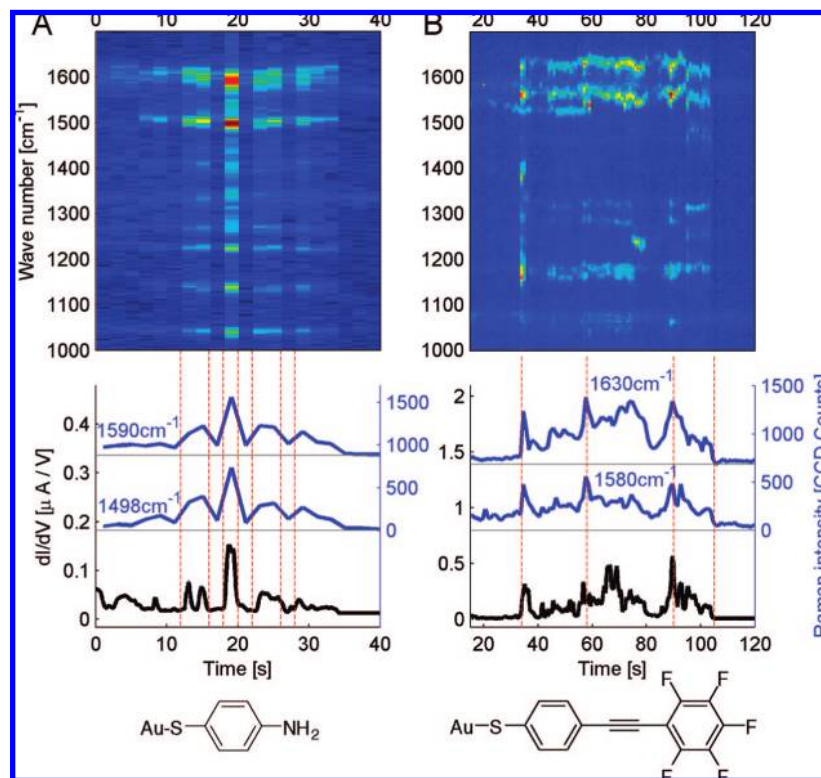 0 10 20 30 40
20 40 60 80 100 120
A
B
1600
1500
1400
1300
1200
1100
1000
Wave number [cm-1]
1600
1500
1400
1300
1200
1100
1000
0.4
0.3
0.2
0.1
0
dI/dV [μ A / V]
1590cm-1
1498cm-1
1500
1000
500
0
2
1.5
1
0.5
0
1630cm-1
1580cm-1
1500
1000
500
0
Raman intensity [CCD Counts]
0 10 20 30 40
Time [s]
20 40 60 80 100 120
Time [s]
Au-S
NH2
Au-S
F
F
F
F
F